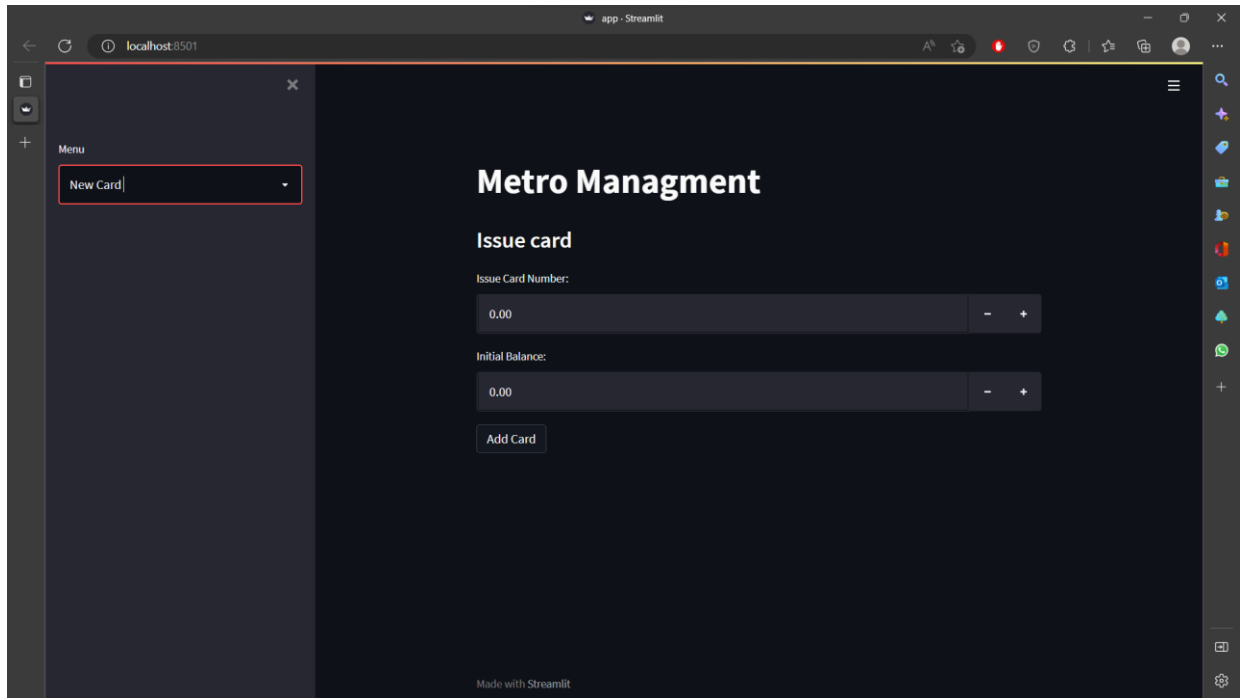 app - Streamlit
localhost:8501
Menu
New Card
Metro Managment
Issue card
Issue Card Number:
0.00
- +
Initial Balance:
0.00
- +
Add Card
Made with Streamlit